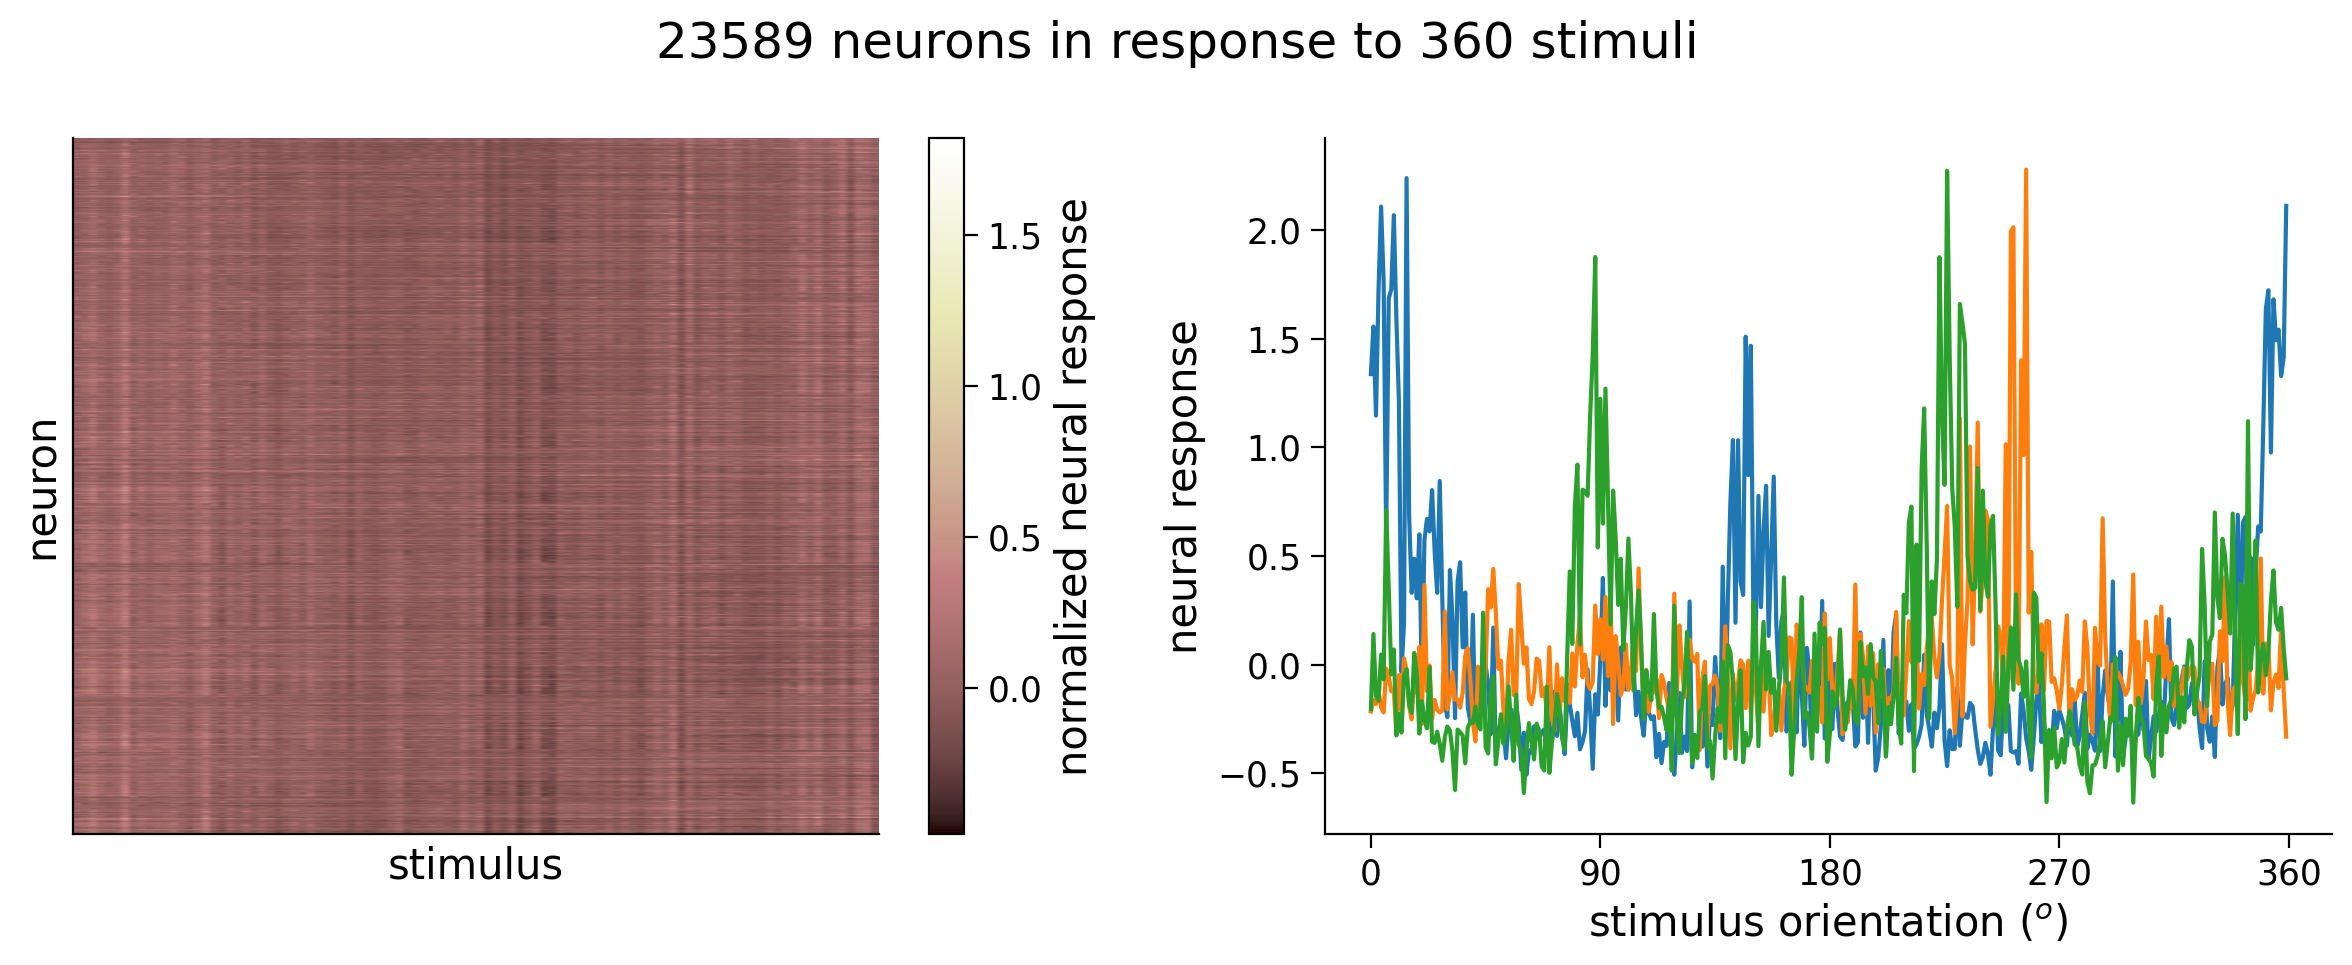 23589 neurons in response to 360 stimuli
neuron
stimulus
1.5
1.0
0.5
0.0
normalized neural response
neural response
2.0
1.5
1.0
0.5
0.0
−0.5
0 90 180 270 360
stimulus orientation (o)